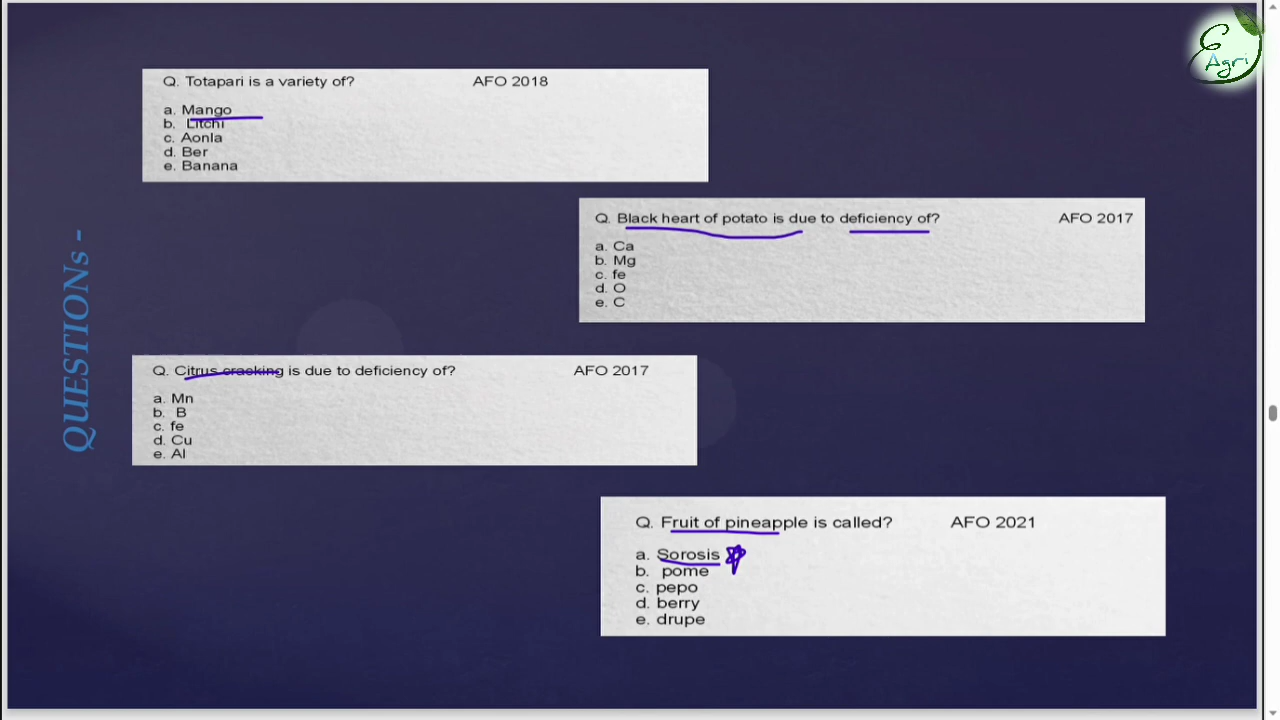 E
Agri
Q. Totapari is a variety of? AFO 2018
a. Mango
b. Litchi
c. Aonla
d. Ber
e. Banana
Q. Black heart of potato is due to deficiency of? AFO 2017
a. Ca
b. Mg
c. fe
d. O
e. C
QUESTIONs -
Q. Citrus cracking is due to deficiency of? AFO 2017
a. Mn
b. B
c. fe
d. Cu
e. Al
Q. Fruit of pineapple is called? AFO 2021
a. Sorosis
b. pome
c. pepo
d. berry
e. drupe